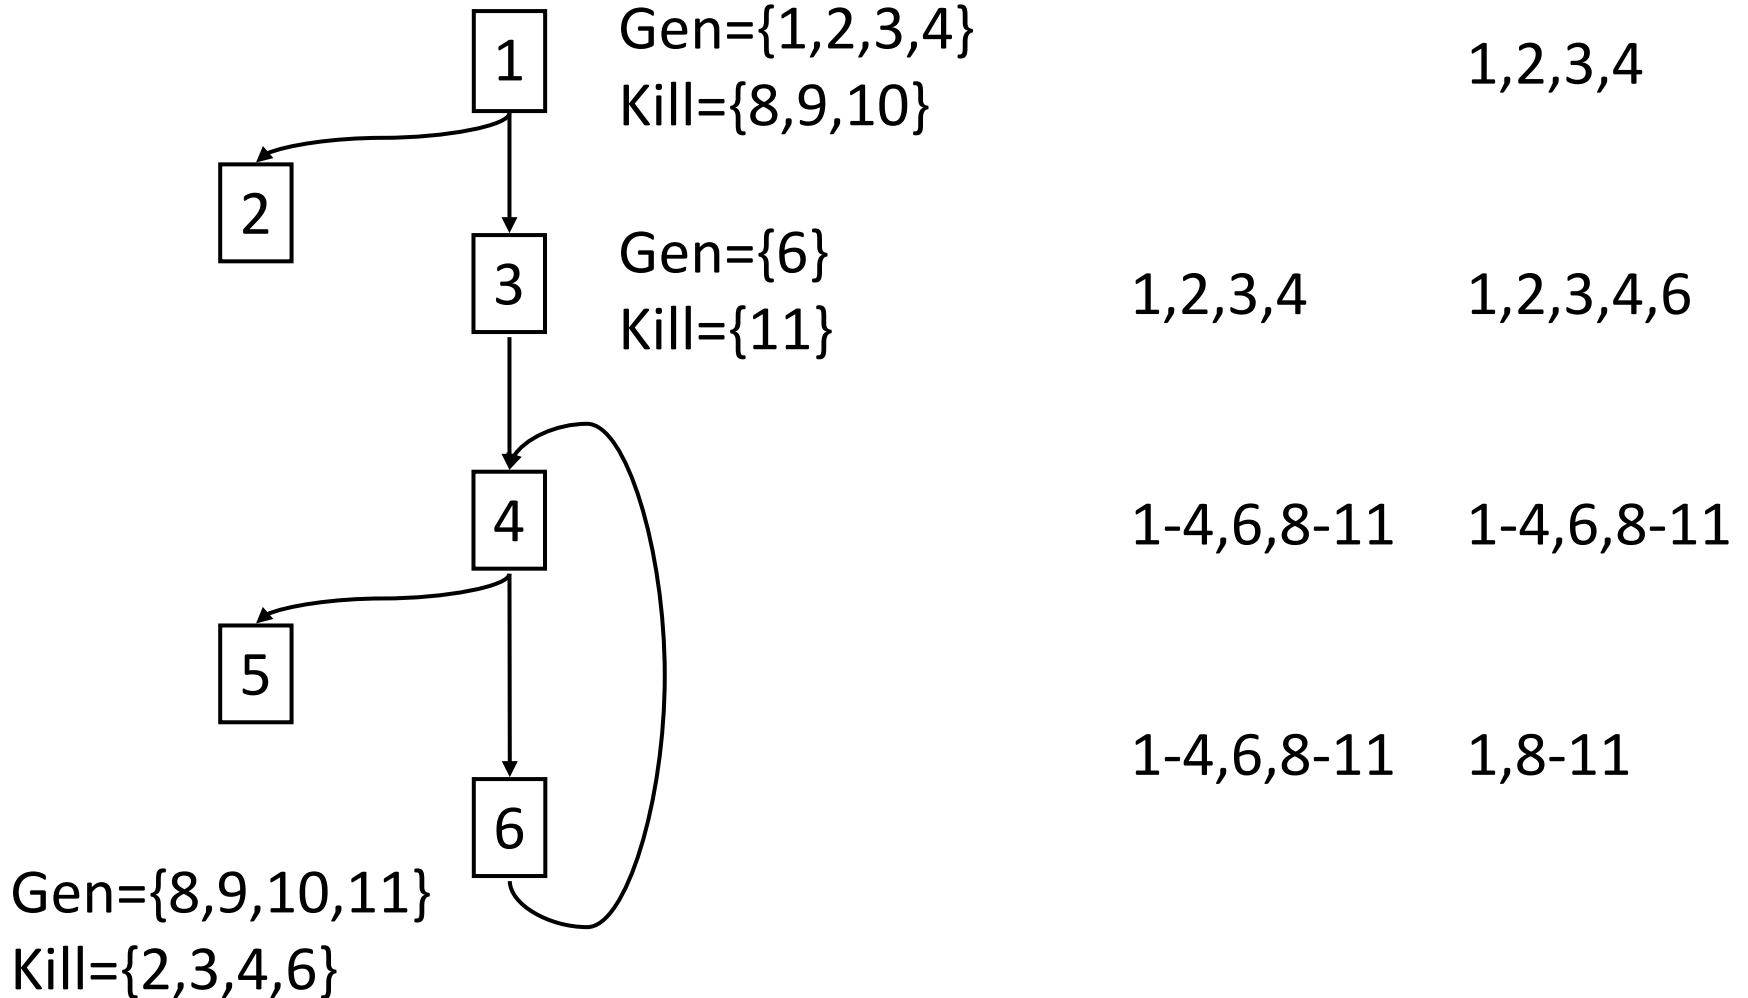 1
Gen={1,2,3,4}
Kill={8,9,10}
1,2,3,4
2
3
Gen={6}
Kill={11}
1,2,3,4
1,2,3,4,6
4
1-4,6,8-11
1-4,6,8-11
5
1-4,6,8-11
1,8-11
6
Gen={8,9,10,11}
Kill={2,3,4,6}